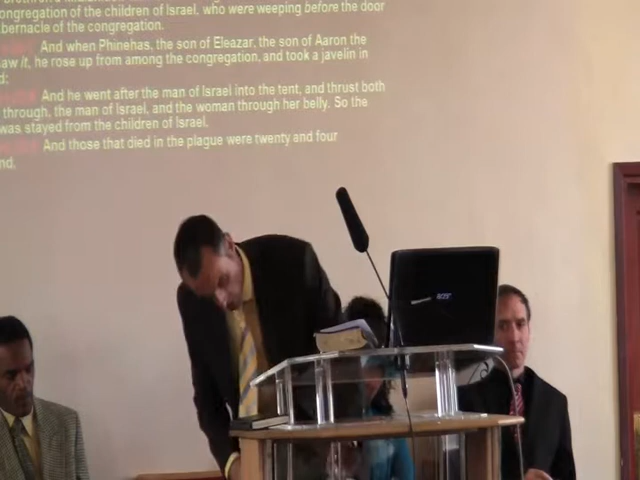 congregation of the children of Israel, who were weeping before the door
bernacle of the congregation.
And when Phinehas, the son of Eleazar, the son of Aaron the
saw it, he rose up from among the congregation, and took a javelin in
d:
And he went after the man of Israel into the tent, and thrust both
through, the man of Israel, and the woman through her belly. So the
was stayed from the children of Israel.
And those that died in the plague were twenty and four
nd.
acer